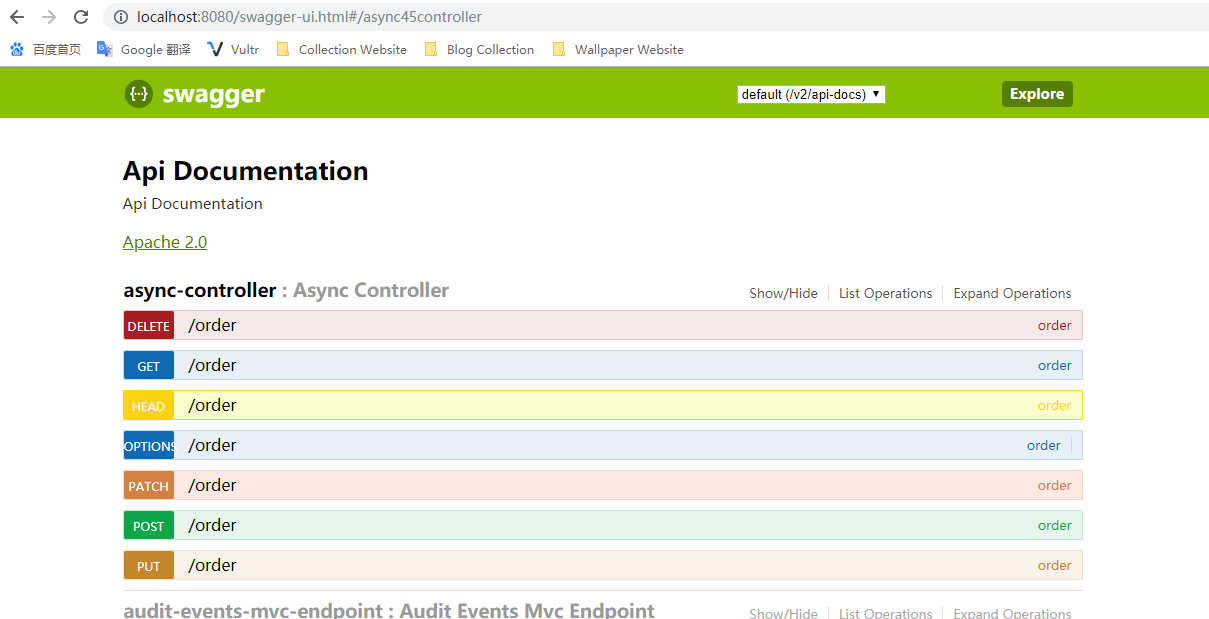 localhost:8080/swagger-ui.html#/async45controller
百度首页 Google 翻译 Vultr Collection Website Blog Collection Wallpaper Website
{···} swagger default (/v2/api-docs) Explore
Api Documentation
Api Documentation
Apache 2.0
async-controller : Async Controller Show/Hide List Operations Expand Operations
DELETE /order order
GET /order order
HEAD /order order
OPTIONS /order order
PATCH /order order
POST /order order
PUT /order order
audit-events-mvc-endpoint : Audit Events Mvc Endpoint Show/Hide List Operations Expand Operations